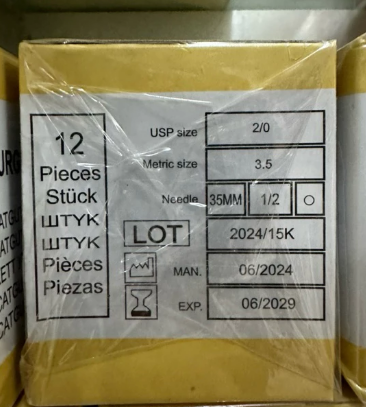 12
Pieces
Stück
ШТУК
ШТУК
Pièces
Piezas
USP size 2/0
Metric size 3.5
Needle 35MM 1/2
LOT 2024/15K
MAN. 06/2024
EXP. 06/2029